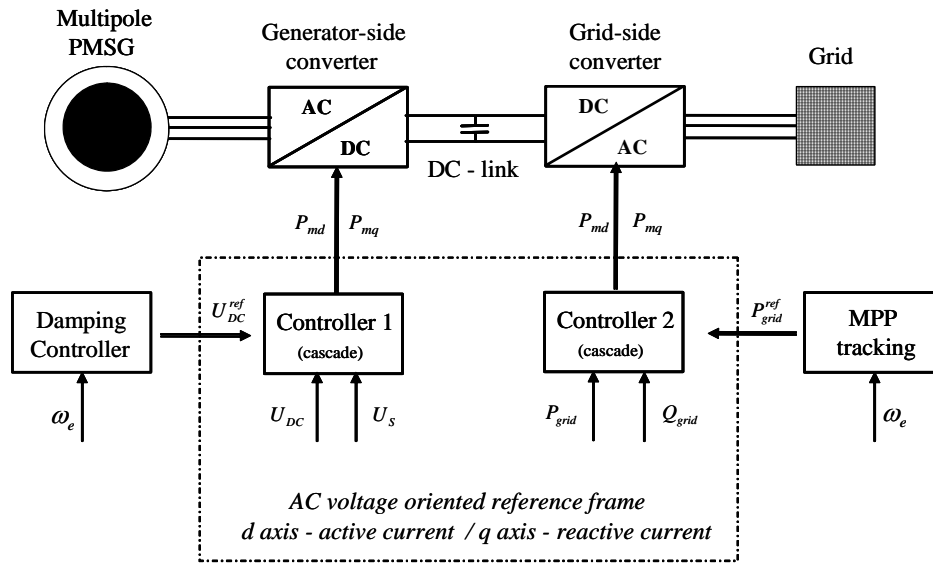 Multipole
PMSG
Generator-side
converter
Grid-side
converter
Grid
AC
DC
DC
AC
DC - link
P_md P_mq
P_md P_mq
Damping
Controller
U_DC^ref
Controller 1
(cascade)
Controller 2
(cascade)
P_grid^ref
MPP
tracking
ω_e
U_DC
U_S
P_grid
Q_grid
ω_e
AC voltage oriented reference frame
d axis - active current / q axis - reactive current